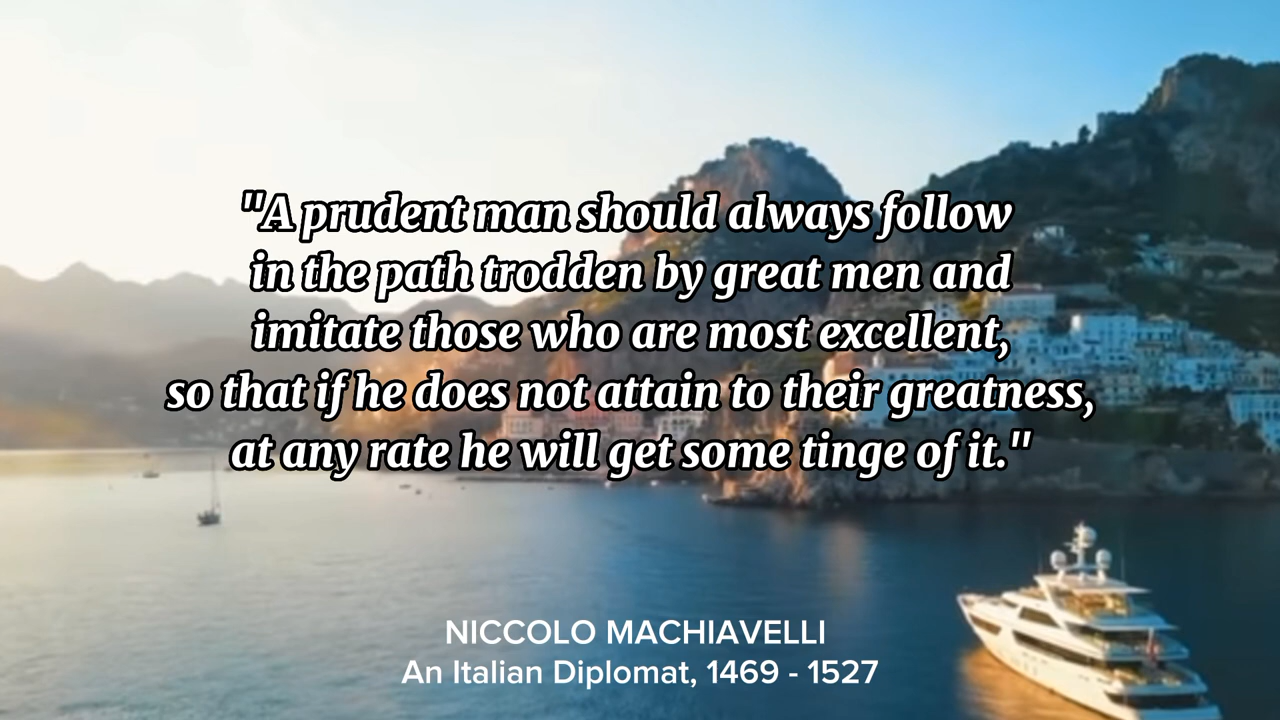 "A prudent man should always follow
in the path trodden by great men and
imitate those who are most excellent,
so that if he does not attain to their greatness,
at any rate he will get some tinge of it."
NICCOLO MACHIAVELLI
An Italian Diplomat, 1469 - 1527